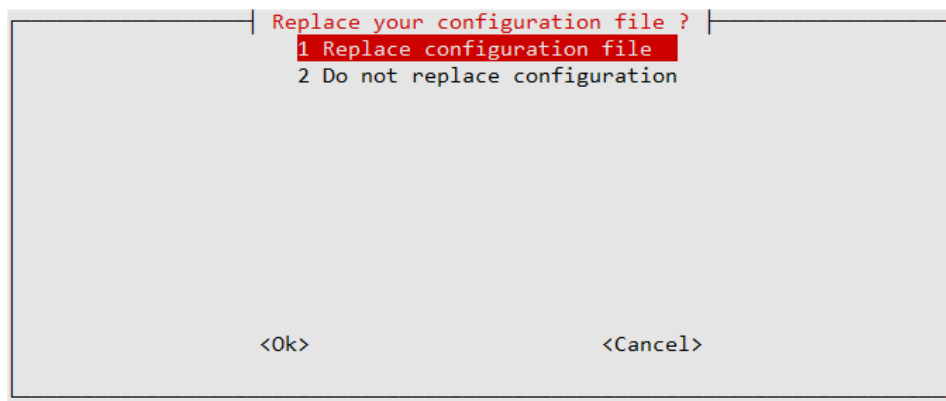 Replace your configuration file ?
1 Replace configuration file
2 Do not replace configuration
<Ok> <Cancel>